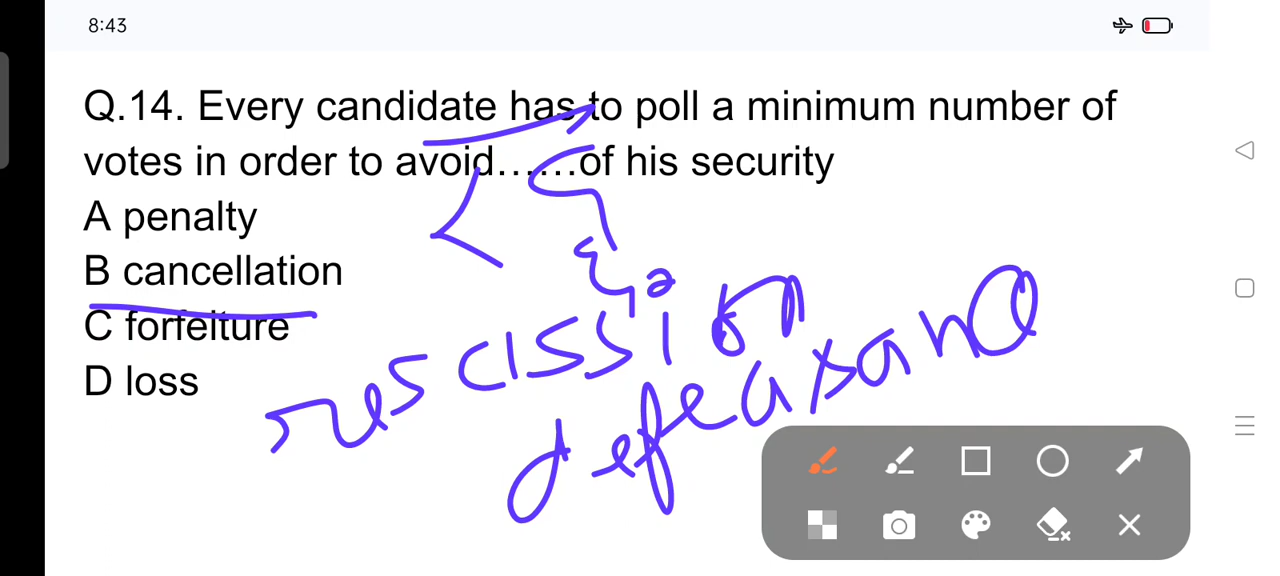 8:43
Q.14. Every candidate has to poll a minimum number of
votes in order to avoid......of his security
A penalty
B cancellation
C forfeiture
D loss
rescission